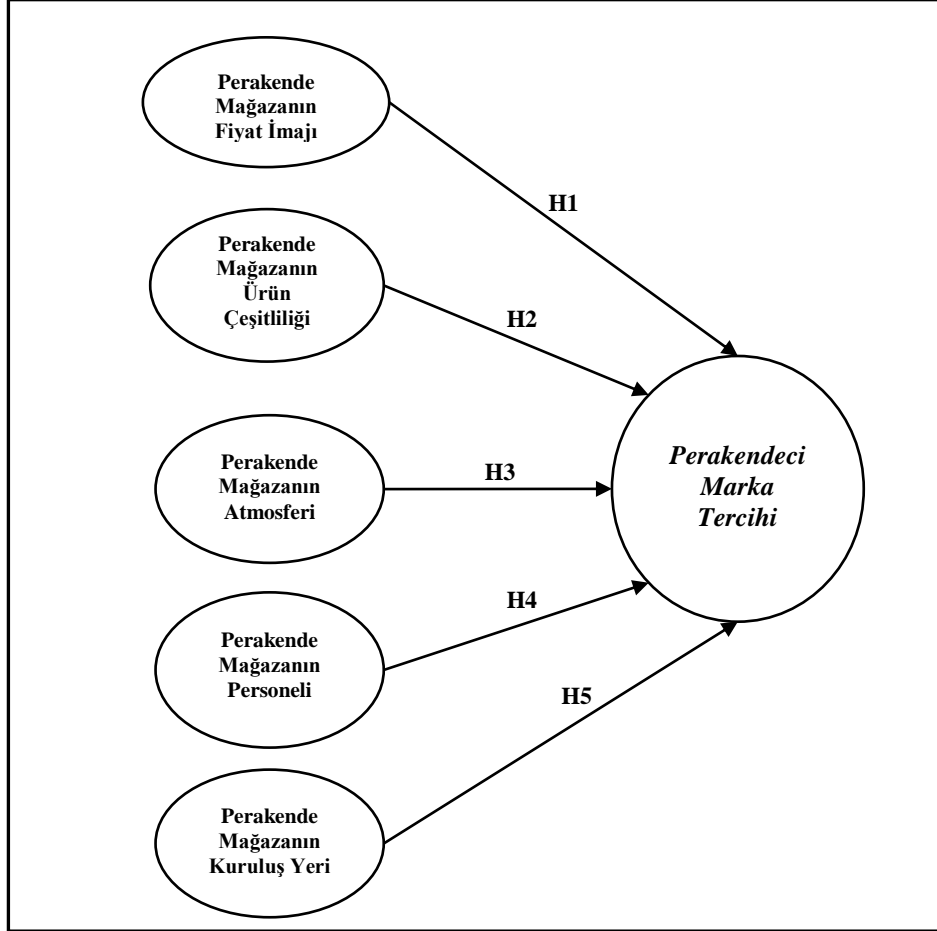 Perakende
Mağazanın
Fiyat İmajı
H1
Perakende
Mağazanın
Ürün
Çeşitliliği
H2
Perakende
Mağazanın
Atmosferi
H3
Perakendeci
Marka
Tercihi
Perakende
Mağazanın
Personeli
H4
Perakende
Mağazanın
Kuruluş Yeri
H5